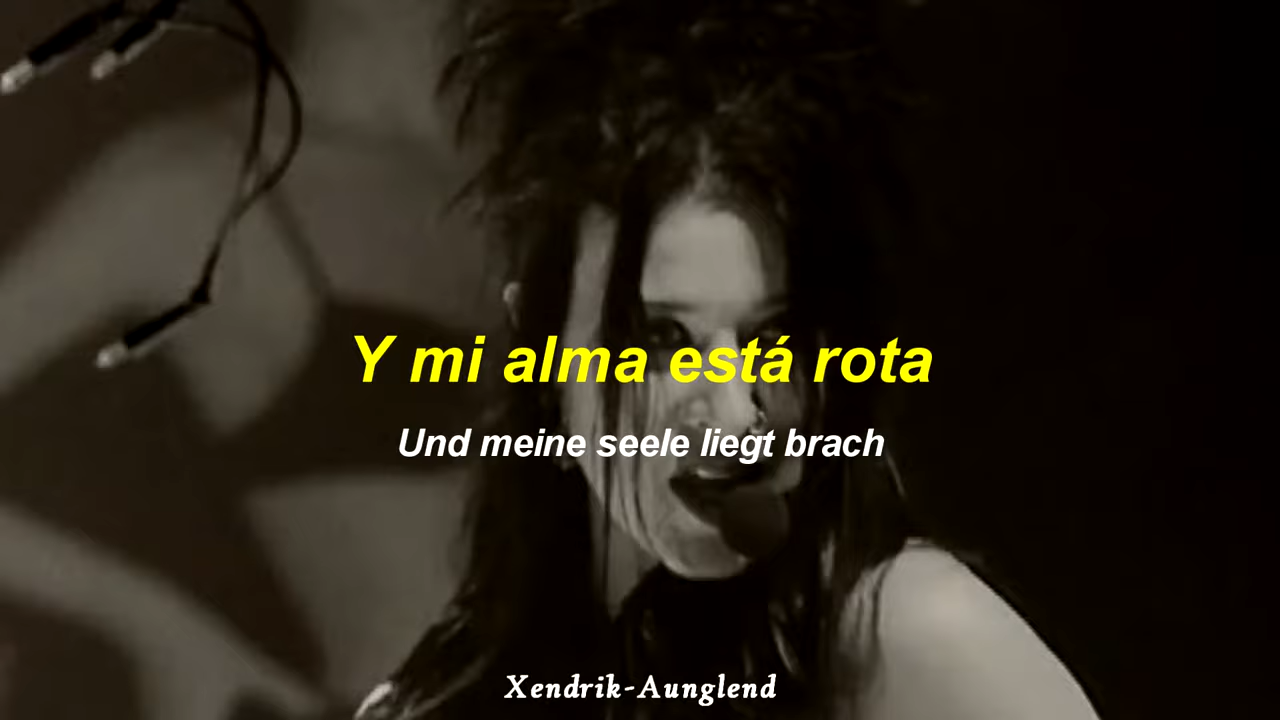 Y mi alma está rota
Und meine seele liegt brach
Xendrik-Aunglend